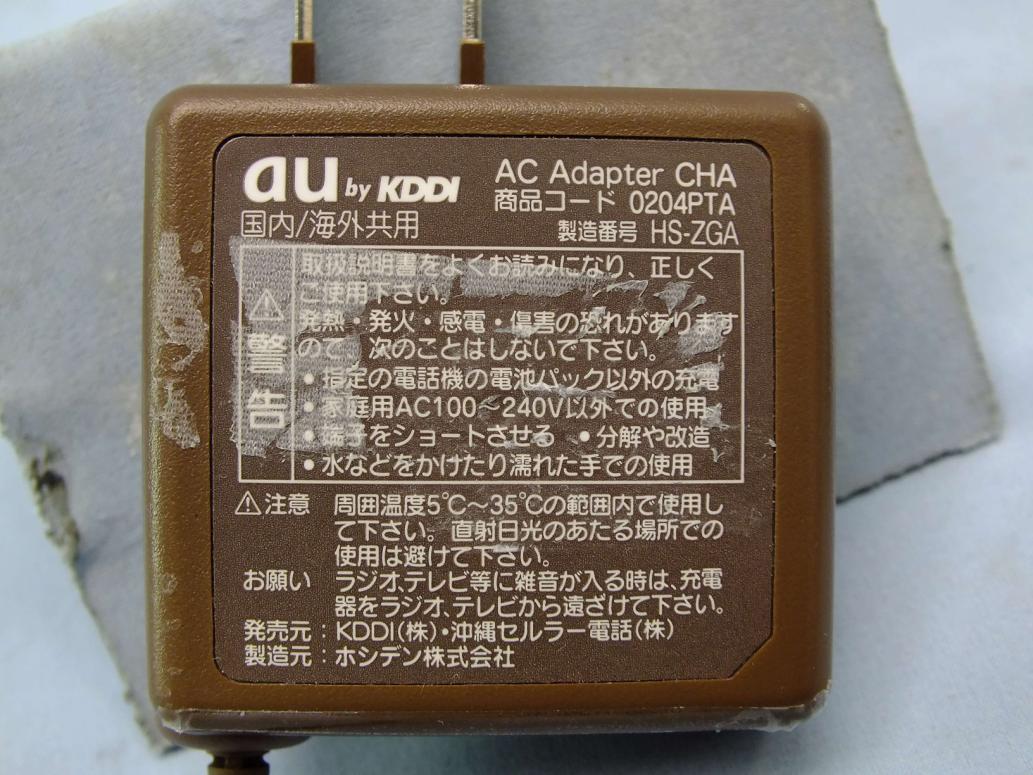 au by KDDI
AC Adapter CHA
商品コード 0204PTA
国内/海外共用
製造番号 HS-ZGA
⚠警告
取扱説明書をよくお読みになり、正しく
ご使用下さい。
発熱・発火・感電・傷害の恐れがあります
ので、次のことはしないで下さい。
•指定の電話機の電池パック以外の充電
•家庭用AC100~240V以外での使用
•端子をショートさせる •分解や改造
•水などをかけたり濡れた手での使用
⚠注意 周囲温度5℃~35℃の範囲内で使用し
て下さい。直射日光のあたる場所での
使用は避けて下さい。
お願い ラジオ、テレビ等に雑音が入る時は、充電
器をラジオ、テレビから遠ざけて下さい。
発売元:KDDI(株)・沖縄セルラー電話(株)
製造元:ホシデン株式会社